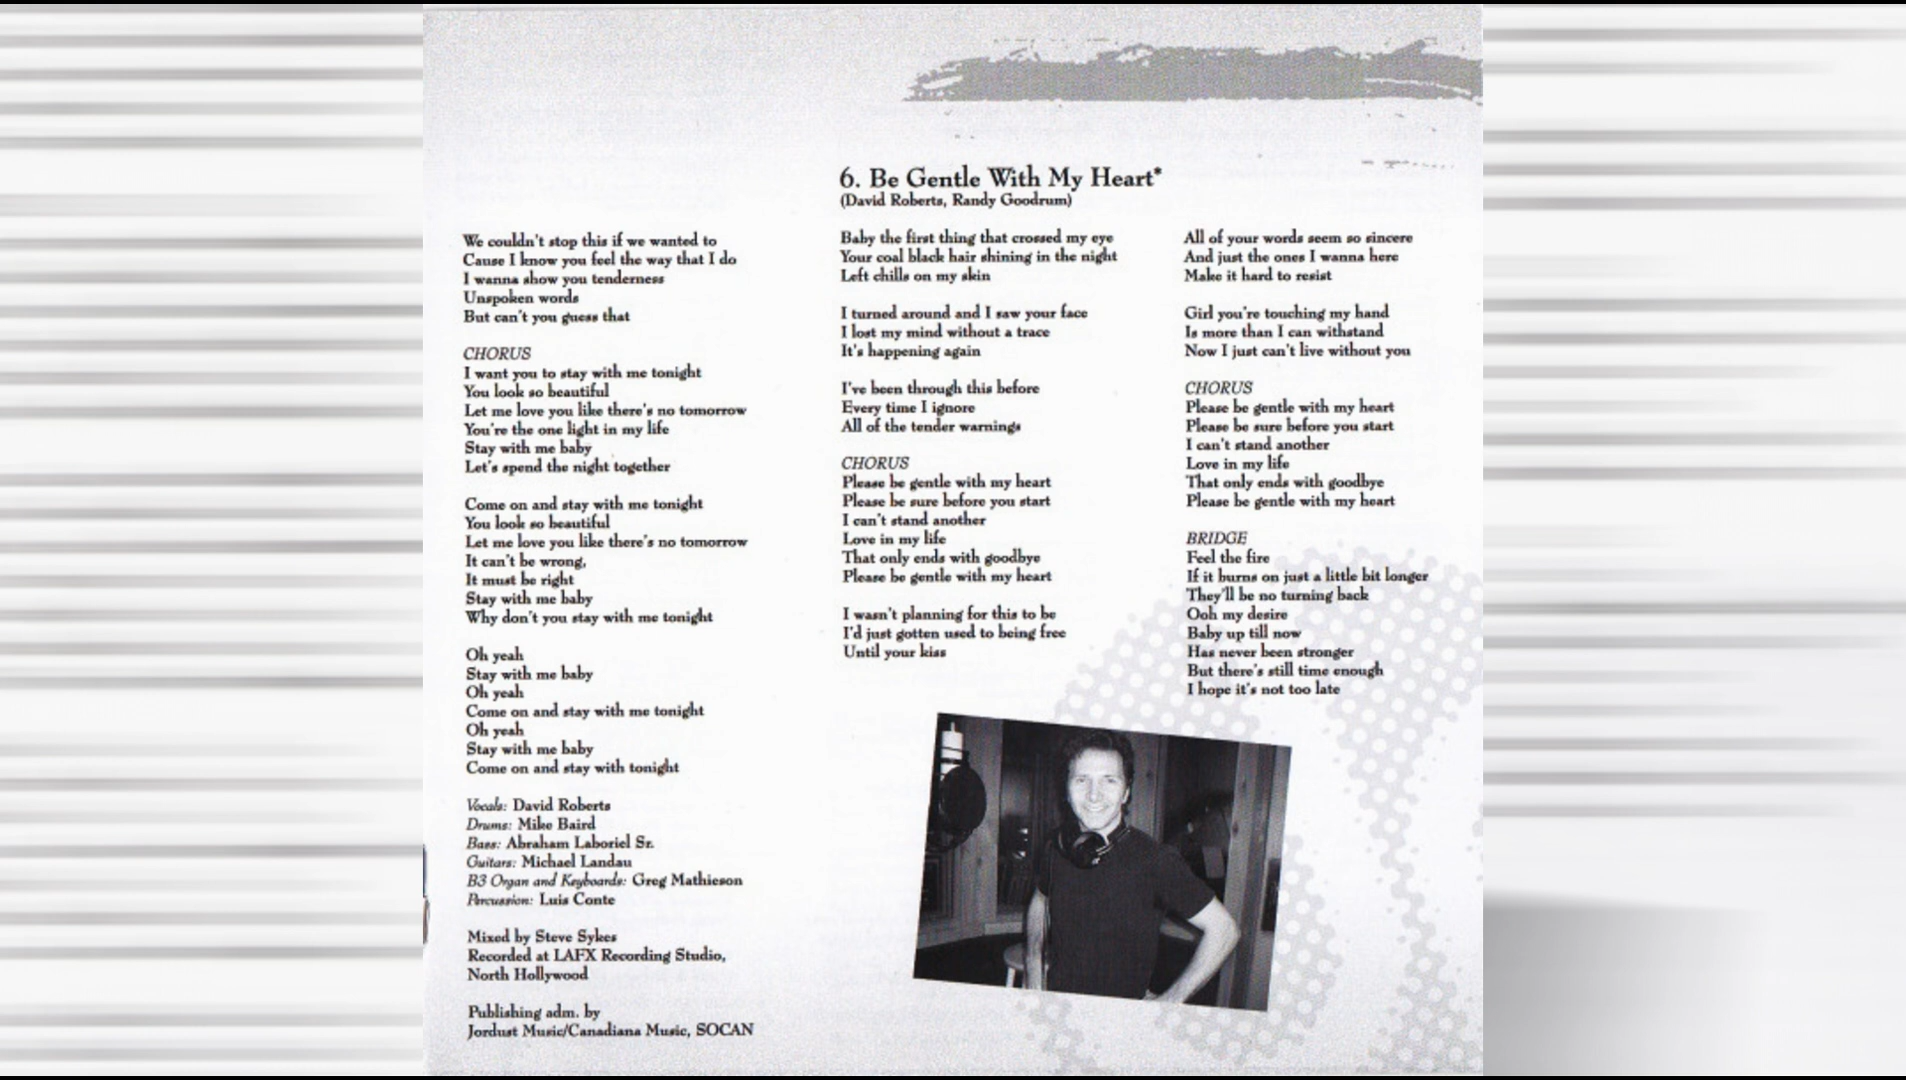 We couldn't stop this if we wanted to
Cause I know you feel the way that I do
I wanna show you tenderness
Unspoken words
But can't you guess that
CHORUS
I want you to stay with me tonight
You look so beautiful
Let me love you like there's no tomorrow
You're the one light in my life
Stay with me baby
Let's spend the night together
Come on and stay with me tonight
You look so beautiful
Let me love you like there's no tomorrow
It can't be wrong,
It must be right
Stay with me baby
Why don't you stay with me tonight
Oh yeah
Stay with me baby
Oh yeah
Come on and stay with me tonight
Oh yeah
Stay with me baby
Come on and stay with tonight
Vocals: David Roberts
Drums: Mike Baird
Bass: Abraham Laboriel Sr.
Guitars: Michael Landau
B3 Organ and Keyboards: Greg Mathieson
Percussion: Luis Conte
Mixed by Steve Sykes
Recorded at LAFX Recording Studio,
North Hollywood
Publishing adm. by
Jordust Music/Canadiana Music, SOCAN
6. Be Gentle With My Heart*
(David Roberts, Randy Goodrum)
Baby the first thing that crossed my eye
Your coal black hair shining in the night
Left chills on my skin
I turned around and I saw your face
I lost my mind without a trace
It's happening again
I've been through this before
Every time I ignore
All of the tender warnings
CHORUS
Please be gentle with my heart
Please be sure before you start
I can't stand another
Love in my life
That only ends with goodbye
Please be gentle with my heart
I wasn't planning for this to be
I'd just gotten used to being free
Until your kiss
All of your words seem so sincere
And just the ones I wanna here
Make it hard to resist
Girl you're touching my hand
Is more than I can withstand
Now I just can't live without you
CHORUS
Please be gentle with my heart
Please be sure before you start
I can't stand another
Love in my life
That only ends with goodbye
Please be gentle with my heart
BRIDGE
Feel the fire
If it burns on just a little bit longer
They'll be no turning back
Ooh my desire
Baby up till now
Has never been stronger
But there's still time enough
I hope it's not too late